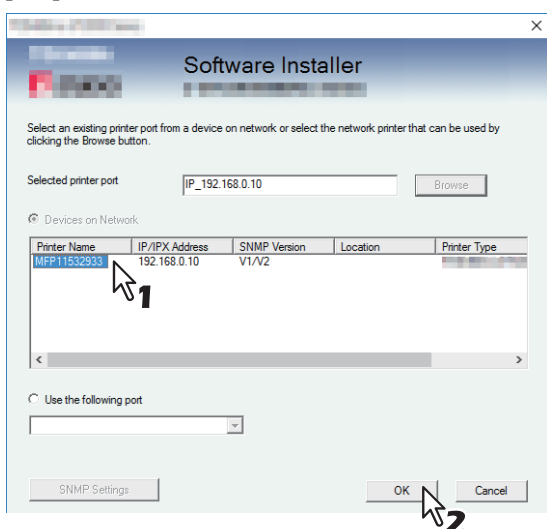 Software Installer
Select an existing printer port from a device on network or select the network printer that can be used by
clicking the Browse button.
Selected printer port
IP_192.168.0.10
Browse
Devices on Network
Printer Name IP/IPX Address SNMP Version Location Printer Type
MFP11532933 192.168.0.10 V1/V2
1
Use the following port
SNMP Settings
OK Cancel
2